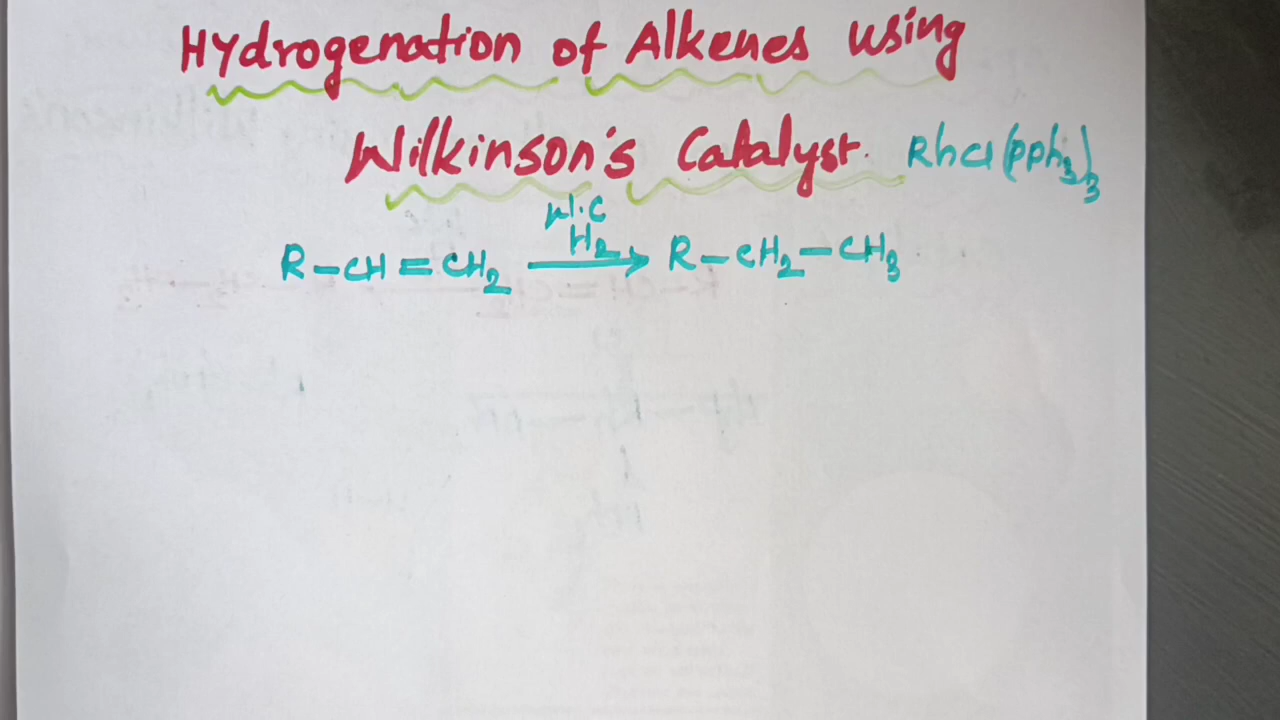 Hydrogenation of Alkenes using
Wilkinson's Catalyst. RhCl(pph₃)₃
W.C
H₂
R-CH=CH₂ → R-CH₂-CH₃